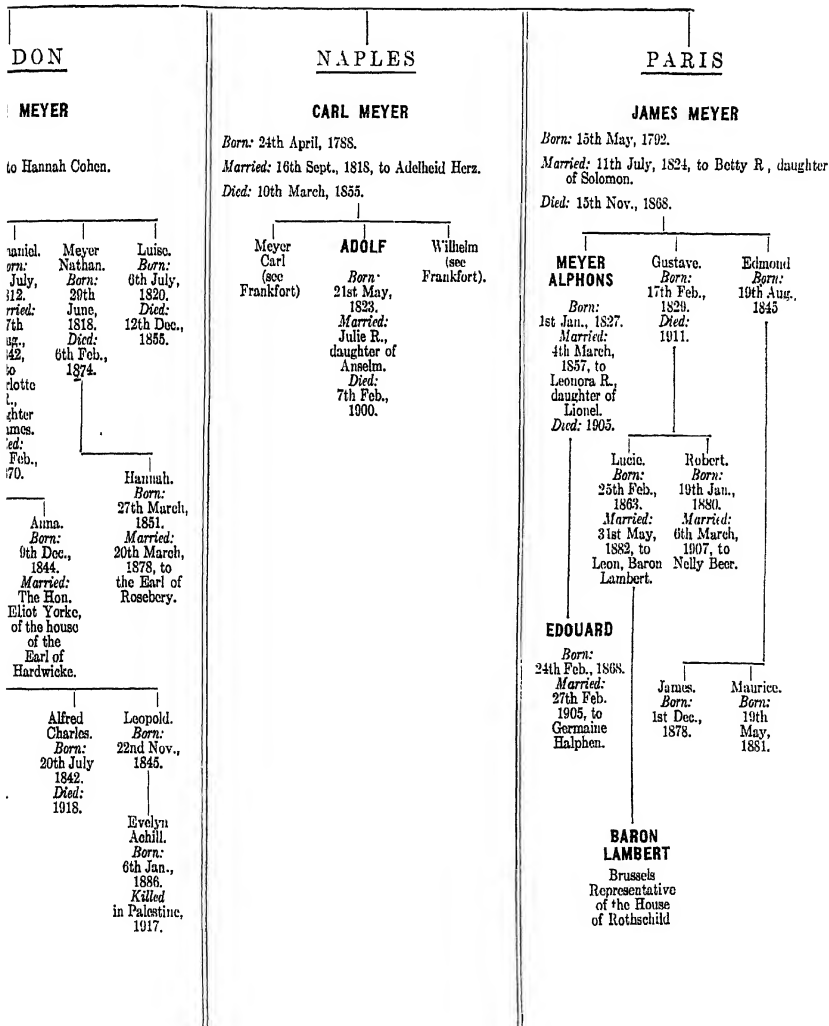 DON
MEYER
to Hannah Cohen.
July,
Feb.,
Meyer
Nathan.
Born:
29th
June,
1818.
Died:
6th Feb.,
1874.
Luise.
Born:
6th July,
1820.
Died:
12th Dec.,
1855.
Hannah.
Born:
27th March,
1851.
Married:
20th March,
1878, to
the Earl of
Rosebery.
Anna.
Born:
9th Dec.,
1844.
Married:
The Hon.
Eliot Yorke,
of the house
of the
Earl of
Hardwicke.
Alfred
Charles.
Born:
20th July
1842.
Died:
1918.
Leopold.
Born:
22nd Nov.,
1845.
Evelyn
Achill.
Born:
6th Jan.,
1886.
Killed
in Palestine,
1917.
NAPLES
CARL MEYER
Born: 24th April, 1788.
Married: 16th Sept., 1818, to Adelheid Herz.
Died: 10th March, 1855.
Meyer
Carl
(see
Frankfort)
ADOLF
Born:
21st May,
1823.
Married:
Julie R.,
daughter of
Anselm.
Died:
7th Feb.,
1900.
Wilhelm
(see
Frankfort).
PARIS
JAMES MEYER
Born: 15th May, 1792.
Married: 11th July, 1824, to Betty R, daughter
of Solomon.
Died: 15th Nov., 1868.
MEYER
ALPHONS
Born:
1st Jan., 1827.
Married:
4th March,
1857, to
Leonora R.,
daughter of
Lionel.
Died: 1905.
Gustave.
Born:
17th Feb.,
1829.
Died:
1911.
Edmond
Born:
19th Aug.,
1845
Lucie.
Born:
25th Feb.,
1863.
Married:
31st May,
1882, to
Leon, Baron
Lambert.
Robert.
Born:
19th Jan.,
1880.
Married:
6th March,
1907, to
Nelly Beer.
EDOUARD
Born:
24th Feb., 1868.
Married:
27th Feb.
1905, to
Germaine
Halphen.
James.
Born:
1st Dec.,
1878.
Maurice.
Born:
19th
May,
1881.
BARON
LAMBERT
Brussels
Representative
of the House
of Rothschild